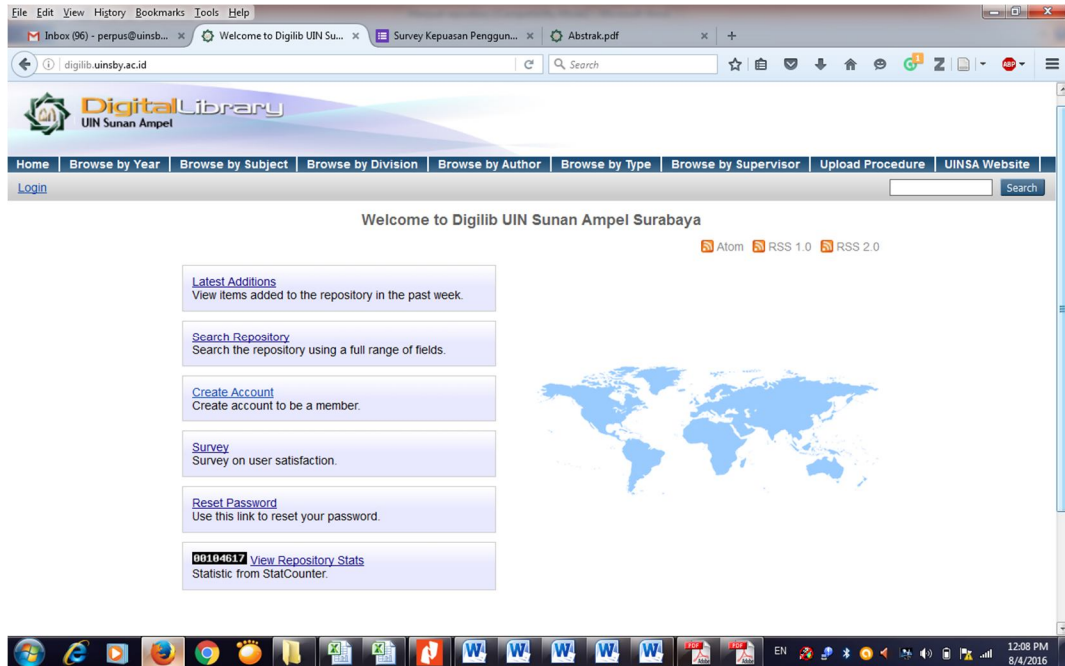 File Edit View History Bookmarks Tools Help
Inbox (96) - perpus@uinsb...
Welcome to Digilib UIN Su...
Survey Kepuasan Penggun...
Abstrak.pdf
digilib.uinsby.ac.id
Search
ABP
DigitalLibrary
UIN Sunan Ampel
Home Browse by Year Browse by Subject Browse by Division Browse by Author Browse by Type Browse by Supervisor Upload Procedure UINSA Website
Login
Search
Welcome to Digilib UIN Sunan Ampel Surabaya
Atom RSS 1.0 RSS 2.0
Latest Additions
View items added to the repository in the past week.
Search Repository
Search the repository using a full range of fields.
Create Account
Create account to be a member.
Survey
Survey on user satisfaction.
Reset Password
Use this link to reset your password.
00104617 View Repository Stats
Statistic from StatCounter.
EN
12:08 PM
8/4/2016